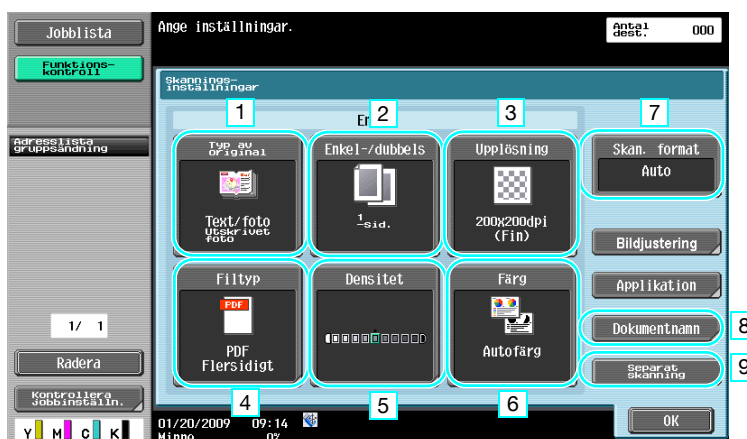 Jobblista
Ange inställningar.
Antal
dest.
000
Funktions-
kontroll
Skannings-
inställningar
1
2
3
7
Adresslista
gruppsändning
Typ av
original
Enkel-/dubbels
Upplösning
Skan. format
Auto
Text/foto
Utskrivet
foto
1
-sid.
200X200dpi
(Fin)
Bildjustering
Filtyp
Densitet
Färg
Applikation
PDF
1/ 1
PDF
Flersidigt
Autofärg
Dokumentnamn
8
Radera
Separat
skanning
9
Kontrollera
Jobbinställn.
4
5
6
OK
Y M C K
01/20/2009 09:14
Minne 0%